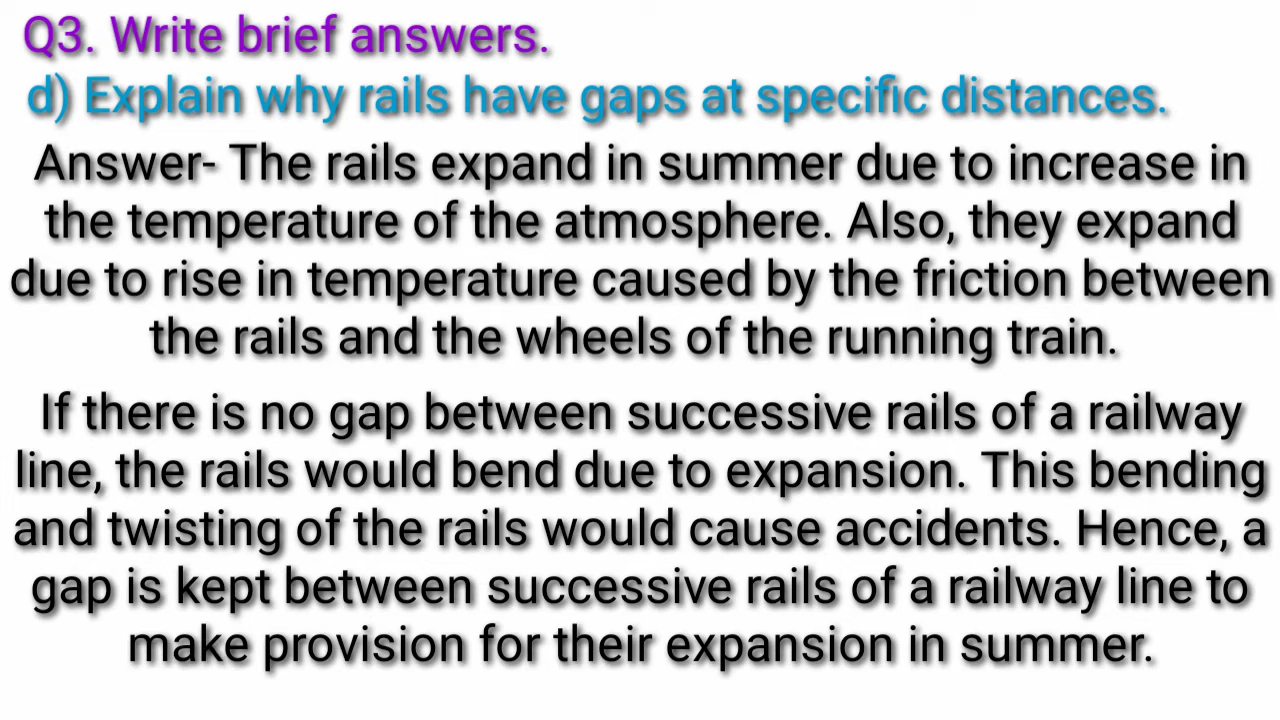 Q3. Write brief answers.
d) Explain why rails have gaps at specific distances.
Answer- The rails expand in summer due to increase in
the temperature of the atmosphere. Also, they expand
due to rise in temperature caused by the friction between
the rails and the wheels of the running train.
If there is no gap between successive rails of a railway
line, the rails would bend due to expansion. This bending
and twisting of the rails would cause accidents. Hence, a
gap is kept between successive rails of a railway line to
make provision for their expansion in summer.